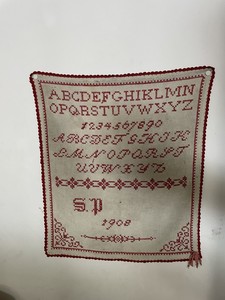 ABCDEFGHIKLMN
OPQRSTUVWXYZ
1234567890
ABCDEFGHIK
LMNOPQRST
UVWXYZ
S.P
1908